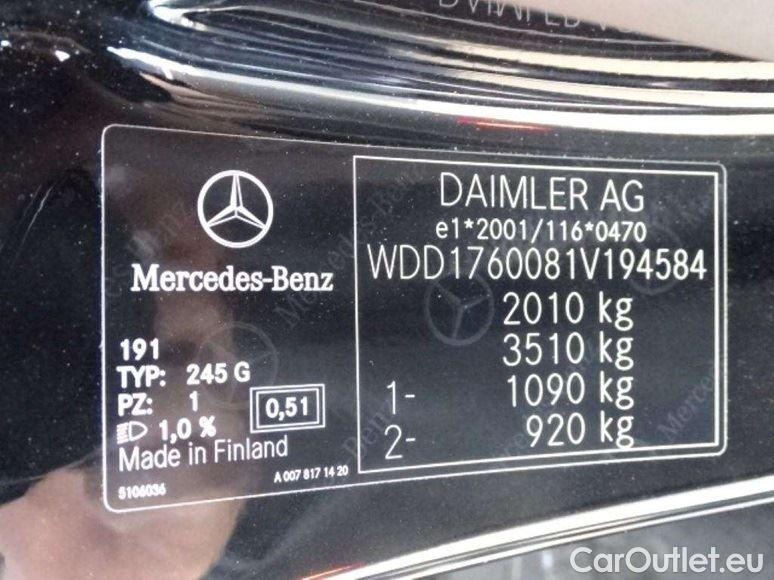 Mercedes-Benz
191
TYP: 245 G
PZ: 1
1,0 %
0,51
Made in Finland
5106036
A 007 817 14 20
DAIMLER AG
e1*2001/116*0470
WDD1760081V194584
2010 kg
3510 kg
1- 1090 kg
2- 920 kg
CarOutlet.eu